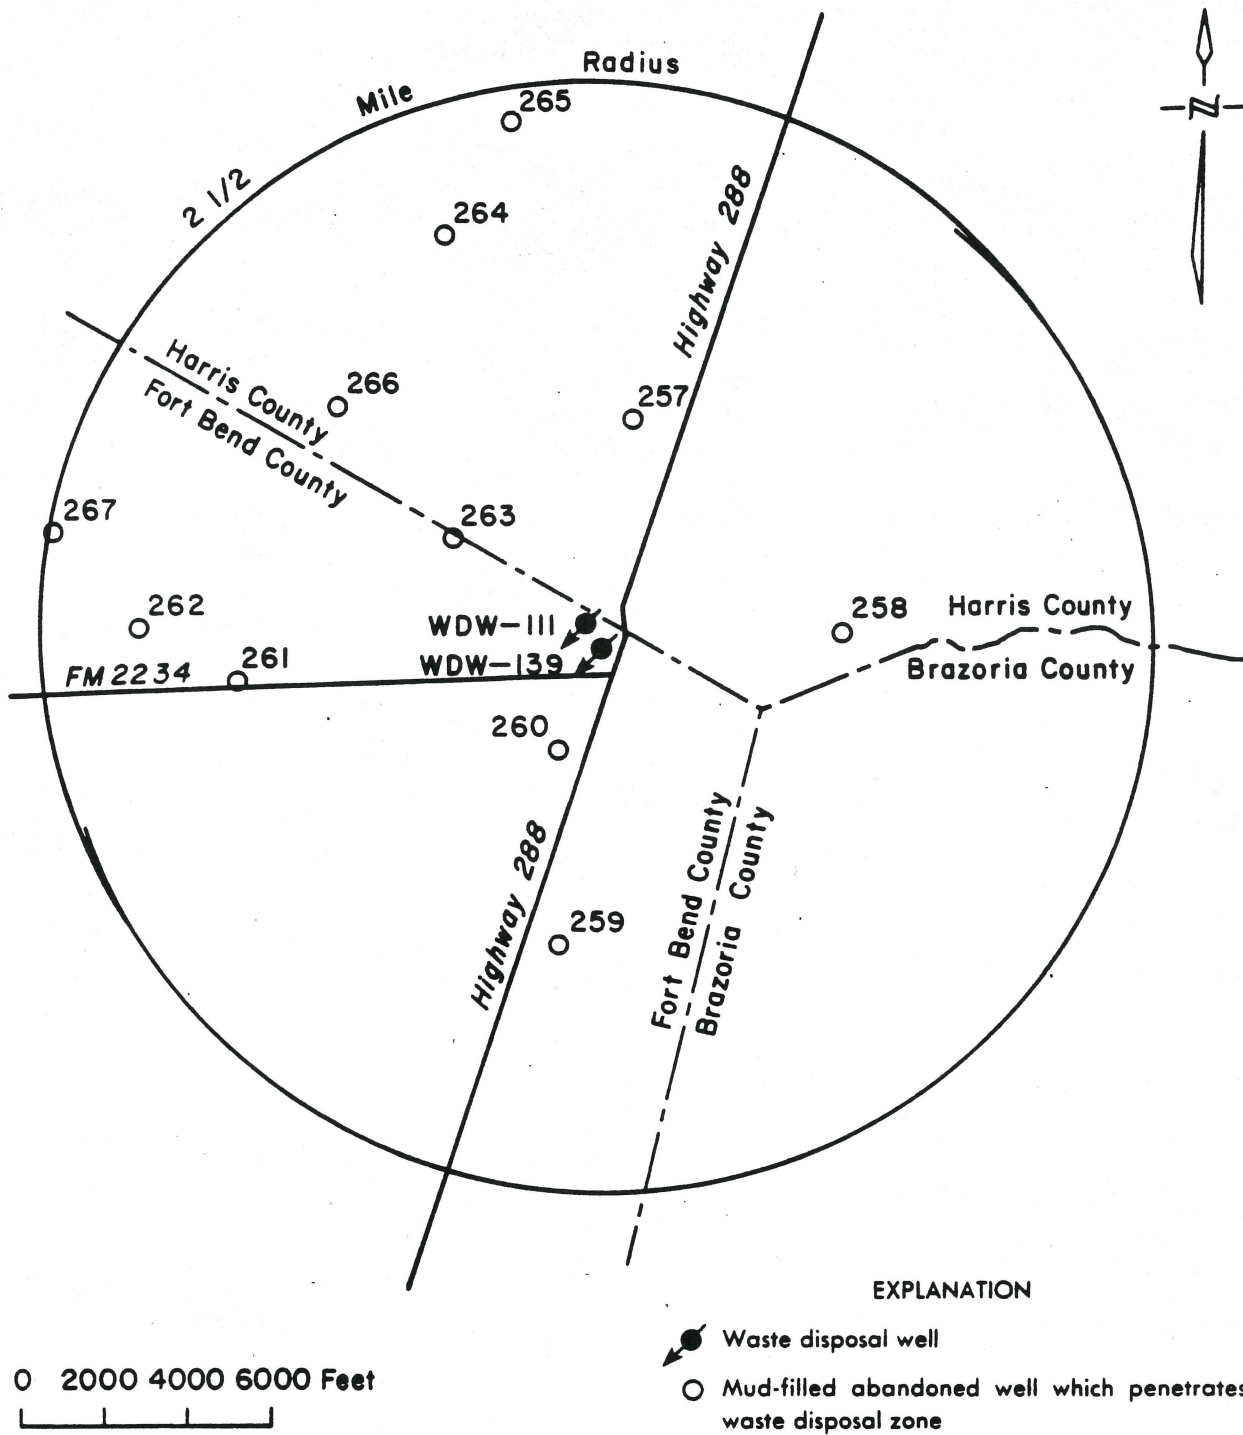 Radius
Mile
2 1/2
265
N
264
Highway 288
Harris County
Fort Bend County
266
257
267
263
262
WDW-111
258
Harris County
Brazoria County
261
WDW-139
FM 2234
260
Fort Bend County
Brazoria County
Highway 288
259
EXPLANATION
Waste disposal well
Mud-filled abandoned well which penetrates
waste disposal zone
0 2000 4000 6000 Feet